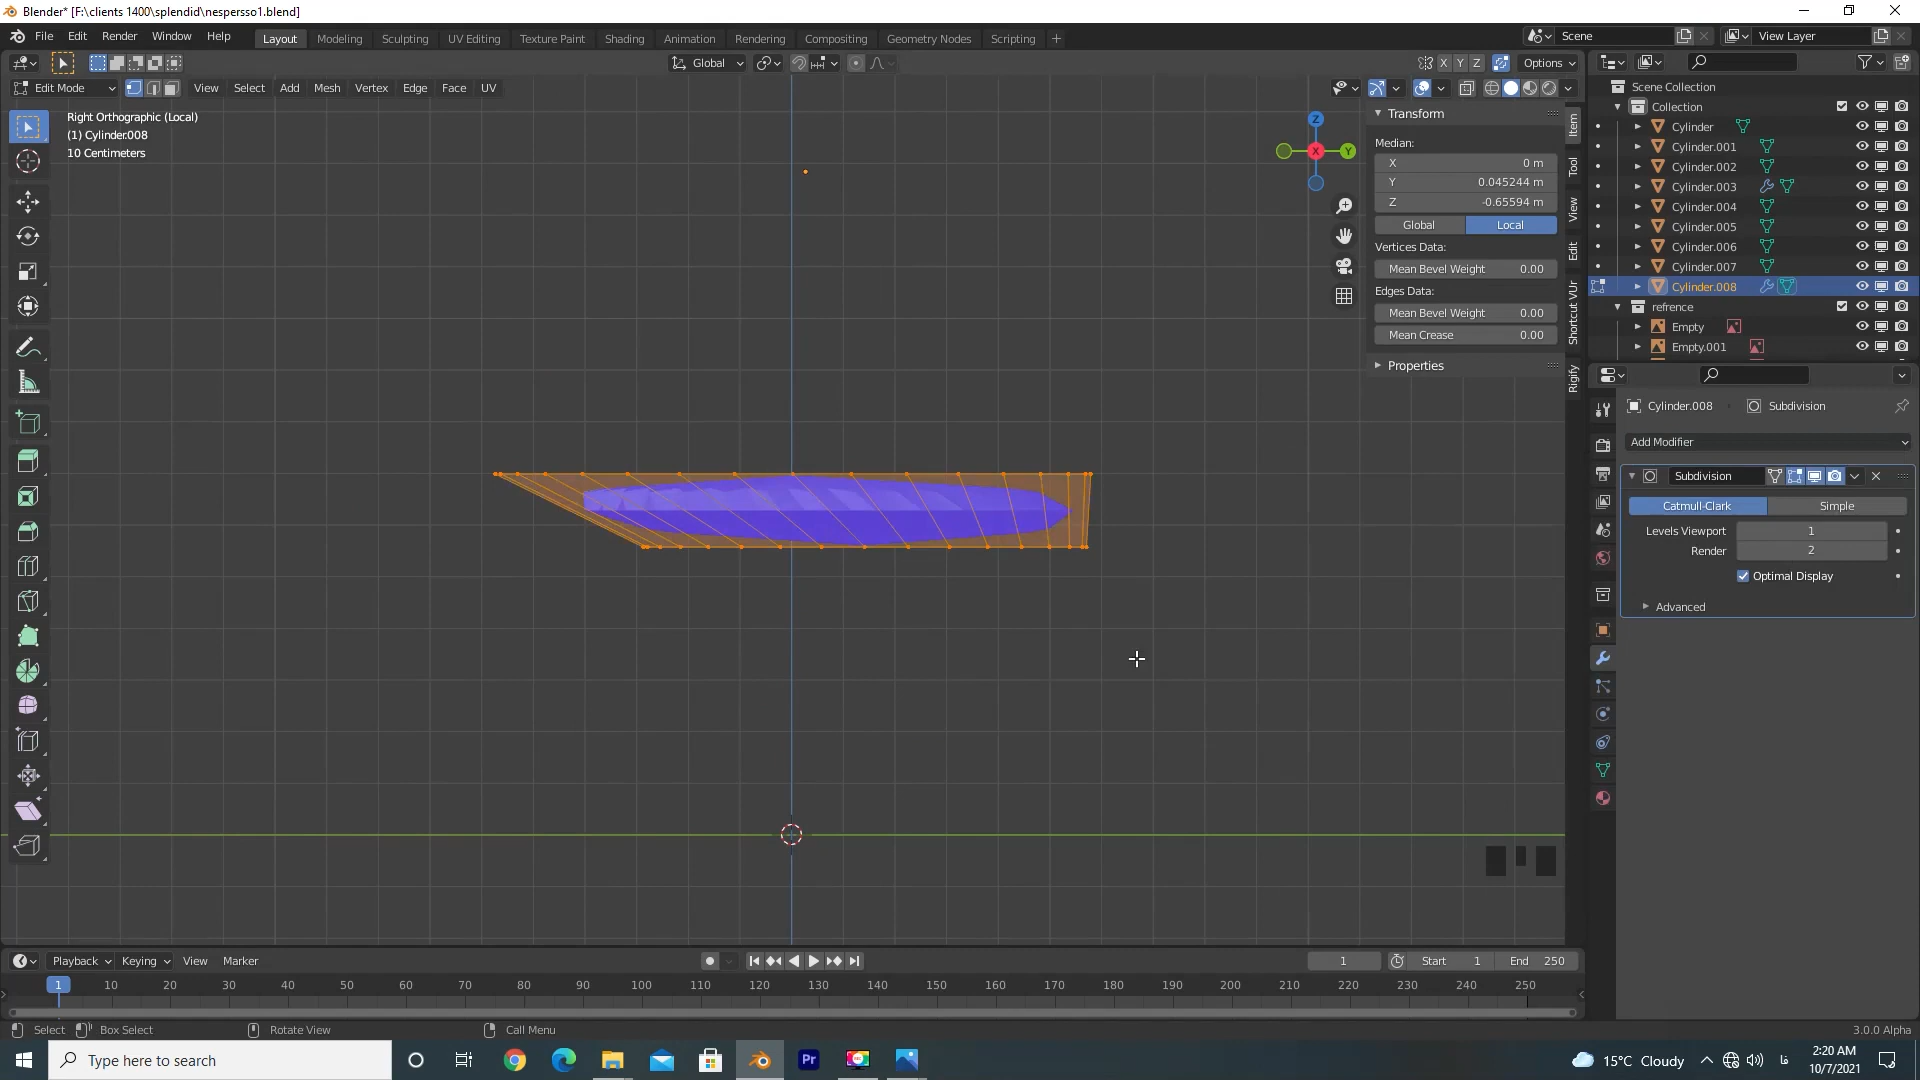 Blender* [F:\clients 1400\splendid\nespersso1.blend]
File Edit Render Window Help Layout Modeling Sculpting UV Editing Texture Paint Shading Animation Rendering Compositing Geometry Nodes Scripting + Scene View Layer
Global X Y Z Options
Edit Mode View Select Add Mesh Vertex Edge Face UV
Right Orthographic (Local)
(1) Cylinder.008
10 Centimeters
Z
X
Y
Transform
Median:
X 0 m
Y 0.045244 m
Z -0.65594 m
Global Local
Vertices Data:
Mean Bevel Weight 0.00
Edges Data:
Mean Bevel Weight 0.00
Mean Crease 0.00
Properties
Item
Tool
View
Edit
Shortcut VUr
Rigify
Scene Collection
Collection
Cylinder
Cylinder.001
Cylinder.002
Cylinder.003
Cylinder.004
Cylinder.005
Cylinder.006
Cylinder.007
Cylinder.008
refrence
Empty
Empty.001
Cylinder.008 Subdivision
Add Modifier
Subdivision
Catmull-Clark Simple
Levels Viewport 1
Render 2
Optimal Display
Advanced
Playback Keying View Marker 1 Start 1 End 250
1 10 20 30 40 50 60 70 80 90 100 110 120 130 140 150 160 170 180 190 200 210 220 230 240 250
Select Box Select Rotate View Call Menu 3.0.0 Alpha
Type here to search
Pr
15°C Cloudy
فا
2:20 AM
10/7/2021